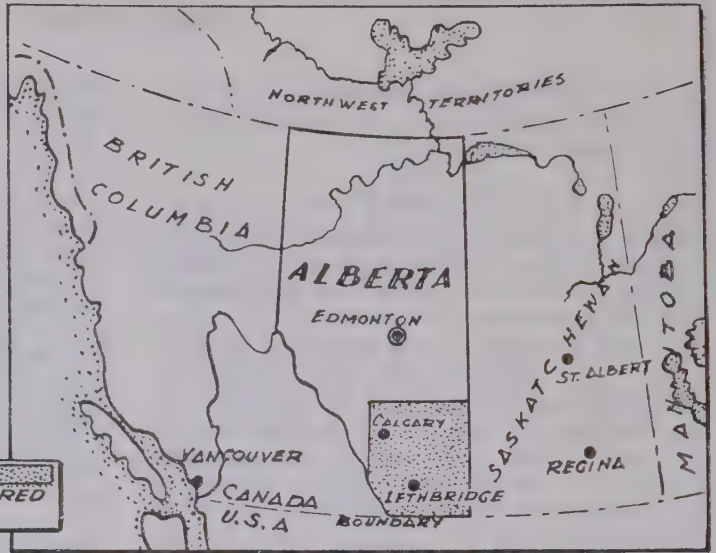 NORTHWEST TERRITORIES
BRITISH
COLUMBIA
ALBERTA
EDMONTON
SASKATCHEWAN
MANITOBA
ST. ALBERT
CALGARY
REGINA
VANCOUVER
LETHBRIDGE
RED
CANADA
U.S.A
BOUNDARY